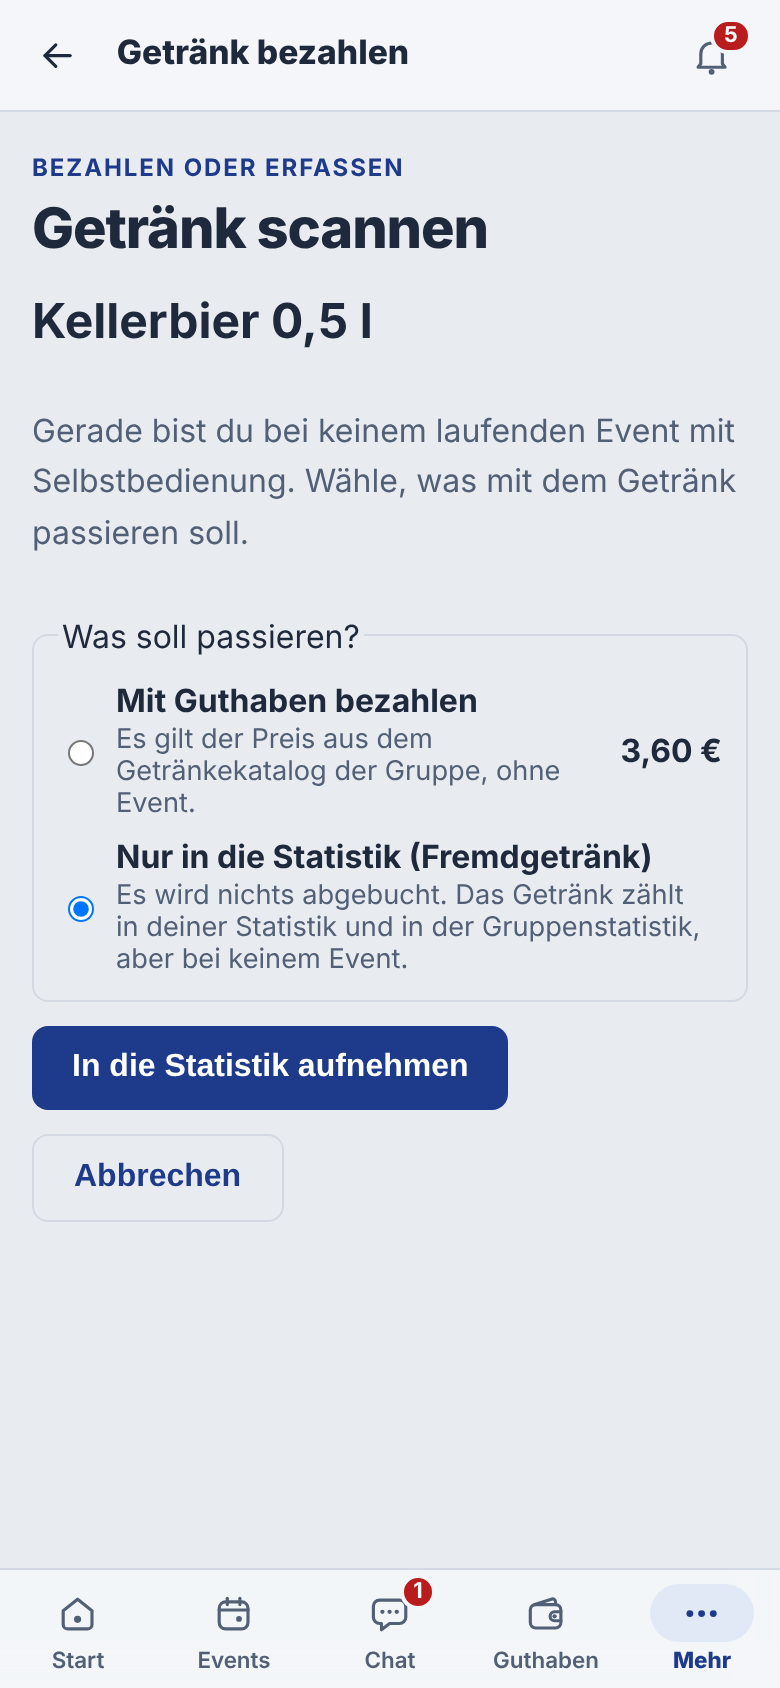 Getränk bezahlen
5
BEZAHLEN ODER ERFASSEN
Getränk scannen
Kellerbier 0,5 l
Gerade bist du bei keinem laufenden Event mit
Selbstbedienung. Wähle, was mit dem Getränk
passieren soll.
Was soll passieren?
Mit Guthaben bezahlen
Es gilt der Preis aus dem
Getränkekatalog der Gruppe, ohne
Event.
3,60 €
Nur in die Statistik (Fremdgetränk)
Es wird nichts abgebucht. Das Getränk zählt
in deiner Statistik und in der Gruppenstatistik,
aber bei keinem Event.
In die Statistik aufnehmen
Abbrechen
1
Start
Events
Chat
Guthaben
Mehr